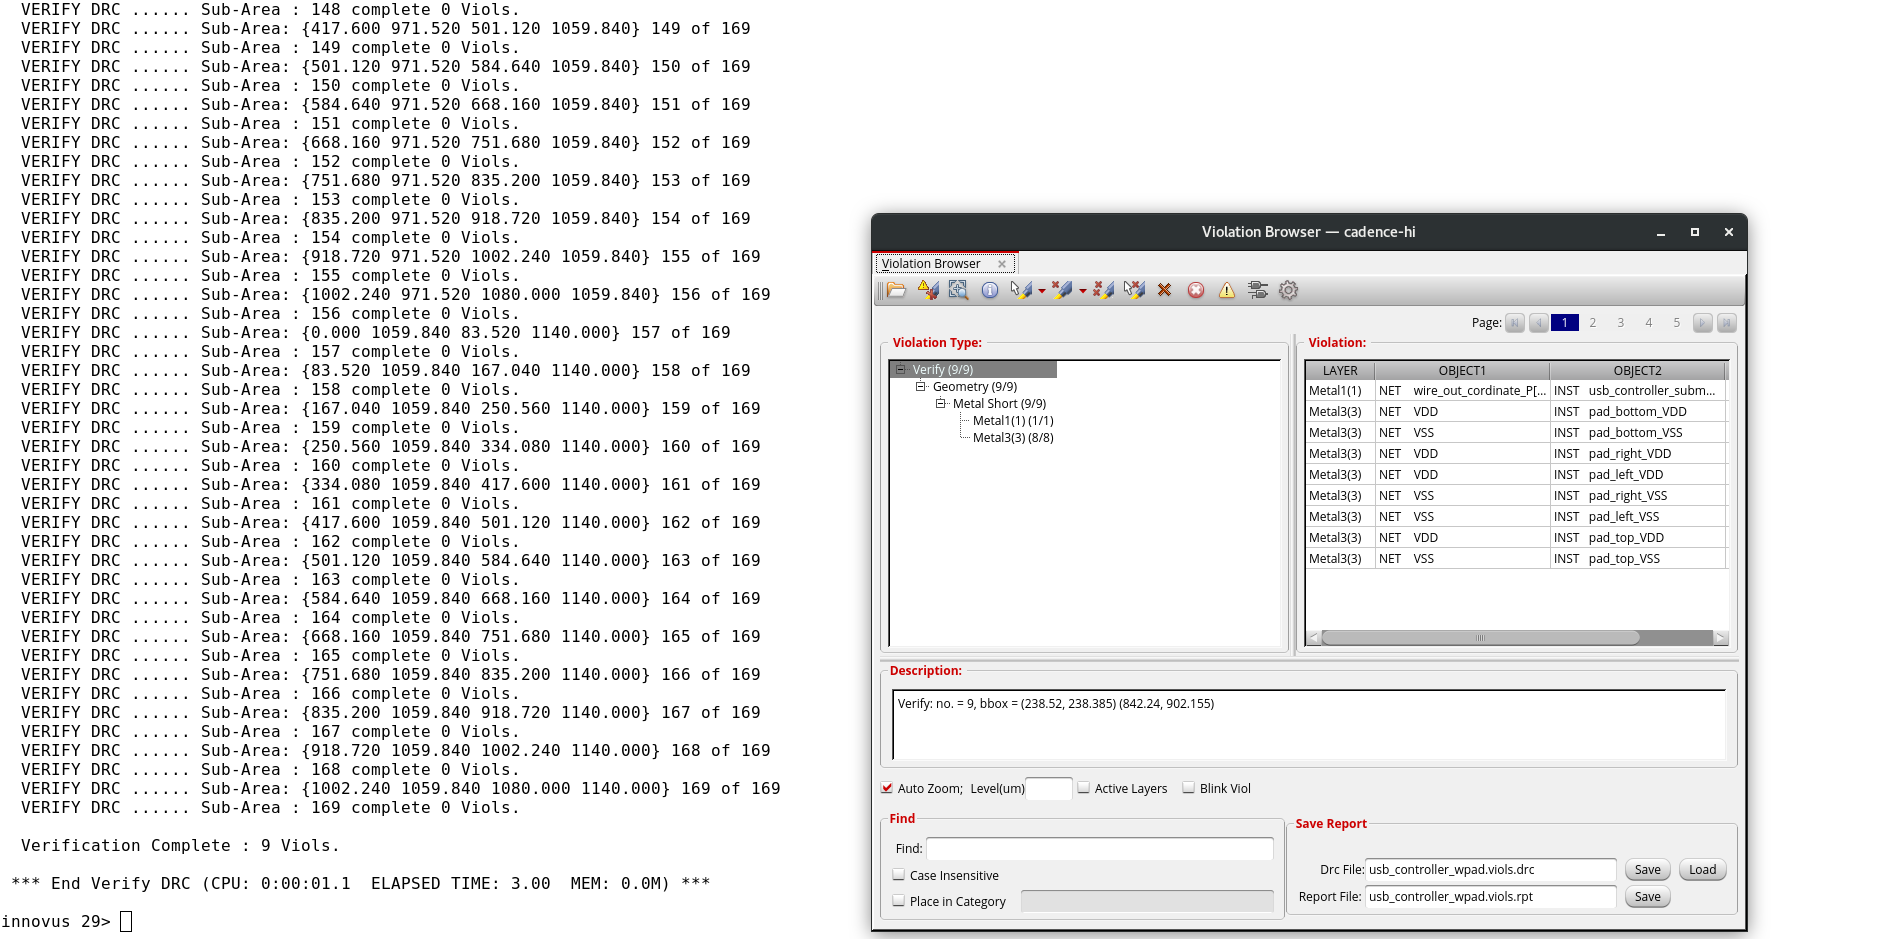 VERIFY DRC ...... Sub-Area : 148 complete 0 Viols.
VERIFY DRC ...... Sub-Area: {417.600 971.520 501.120 1059.840} 149 of 169
VERIFY DRC ...... Sub-Area : 149 complete 0 Viols.
VERIFY DRC ...... Sub-Area: {501.120 971.520 584.640 1059.840} 150 of 169
VERIFY DRC ...... Sub-Area : 150 complete 0 Viols.
VERIFY DRC ...... Sub-Area: {584.640 971.520 668.160 1059.840} 151 of 169
VERIFY DRC ...... Sub-Area : 151 complete 0 Viols.
VERIFY DRC ...... Sub-Area: {668.160 971.520 751.680 1059.840} 152 of 169
VERIFY DRC ...... Sub-Area : 152 complete 0 Viols.
VERIFY DRC ...... Sub-Area: {751.680 971.520 835.200 1059.840} 153 of 169
VERIFY DRC ...... Sub-Area : 153 complete 0 Viols.
VERIFY DRC ...... Sub-Area: {835.200 971.520 918.720 1059.840} 154 of 169
VERIFY DRC ...... Sub-Area : 154 complete 0 Viols.
VERIFY DRC ...... Sub-Area: {918.720 971.520 1002.240 1059.840} 155 of 169
VERIFY DRC ...... Sub-Area : 155 complete 0 Viols.
VERIFY DRC ...... Sub-Area: {1002.240 971.520 1080.000 1059.840} 156 of 169
VERIFY DRC ...... Sub-Area : 156 complete 0 Viols.
VERIFY DRC ...... Sub-Area: {0.000 1059.840 83.520 1140.000} 157 of 169
VERIFY DRC ...... Sub-Area : 157 complete 0 Viols.
VERIFY DRC ...... Sub-Area: {83.520 1059.840 167.040 1140.000} 158 of 169
VERIFY DRC ...... Sub-Area : 158 complete 0 Viols.
VERIFY DRC ...... Sub-Area: {167.040 1059.840 250.560 1140.000} 159 of 169
VERIFY DRC ...... Sub-Area : 159 complete 0 Viols.
VERIFY DRC ...... Sub-Area: {250.560 1059.840 334.080 1140.000} 160 of 169
VERIFY DRC ...... Sub-Area : 160 complete 0 Viols.
VERIFY DRC ...... Sub-Area: {334.080 1059.840 417.600 1140.000} 161 of 169
VERIFY DRC ...... Sub-Area : 161 complete 0 Viols.
VERIFY DRC ...... Sub-Area: {417.600 1059.840 501.120 1140.000} 162 of 169
VERIFY DRC ...... Sub-Area : 162 complete 0 Viols.
VERIFY DRC ...... Sub-Area: {501.120 1059.840 584.640 1140.000} 163 of 169
VERIFY DRC ...... Sub-Area : 163 complete 0 Viols.
VERIFY DRC ...... Sub-Area: {584.640 1059.840 668.160 1140.000} 164 of 169
VERIFY DRC ...... Sub-Area : 164 complete 0 Viols.
VERIFY DRC ...... Sub-Area: {668.160 1059.840 751.680 1140.000} 165 of 169
VERIFY DRC ...... Sub-Area : 165 complete 0 Viols.
VERIFY DRC ...... Sub-Area: {751.680 1059.840 835.200 1140.000} 166 of 169
VERIFY DRC ...... Sub-Area : 166 complete 0 Viols.
VERIFY DRC ...... Sub-Area: {835.200 1059.840 918.720 1140.000} 167 of 169
VERIFY DRC ...... Sub-Area : 167 complete 0 Viols.
VERIFY DRC ...... Sub-Area: {918.720 1059.840 1002.240 1140.000} 168 of 169
VERIFY DRC ...... Sub-Area : 168 complete 0 Viols.
VERIFY DRC ...... Sub-Area: {1002.240 1059.840 1080.000 1140.000} 169 of 169
VERIFY DRC ...... Sub-Area : 169 complete 0 Viols.
Verification Complete : 9 Viols.
*** End Verify DRC (CPU: 0:00:01.1 ELAPSED TIME: 3.00 MEM: 0.0M) ***
innovus 29>
Violation Browser — cadence-hi
Violation Browser
Page: 1 2 3 4 5
Violation Type:
Verify (9/9)
Geometry (9/9)
Metal Short (9/9)
Metal1(1) (1/1)
Metal3(3) (8/8)
Violation:
LAYER OBJECT1 OBJECT2
Metal1(1) NET wire_out_cordinate_P[... INST usb_controller_subm...
Metal3(3) NET VDD INST pad_bottom_VDD
Metal3(3) NET VSS INST pad_bottom_VSS
Metal3(3) NET VDD INST pad_right_VDD
Metal3(3) NET VDD INST pad_left_VDD
Metal3(3) NET VSS INST pad_right_VSS
Metal3(3) NET VSS INST pad_left_VSS
Metal3(3) NET VDD INST pad_top_VDD
Metal3(3) NET VSS INST pad_top_VSS
Description:
Verify: no. = 9, bbox = (238.52, 238.385) (842.24, 902.155)
Auto Zoom; Level(um) Active Layers Blink Viol
Find
Find:
Case Insensitive
Place in Category
Save Report
Drc File: usb_controller_wpad.viols.drc Save Load
Report File: usb_controller_wpad.viols.rpt Save